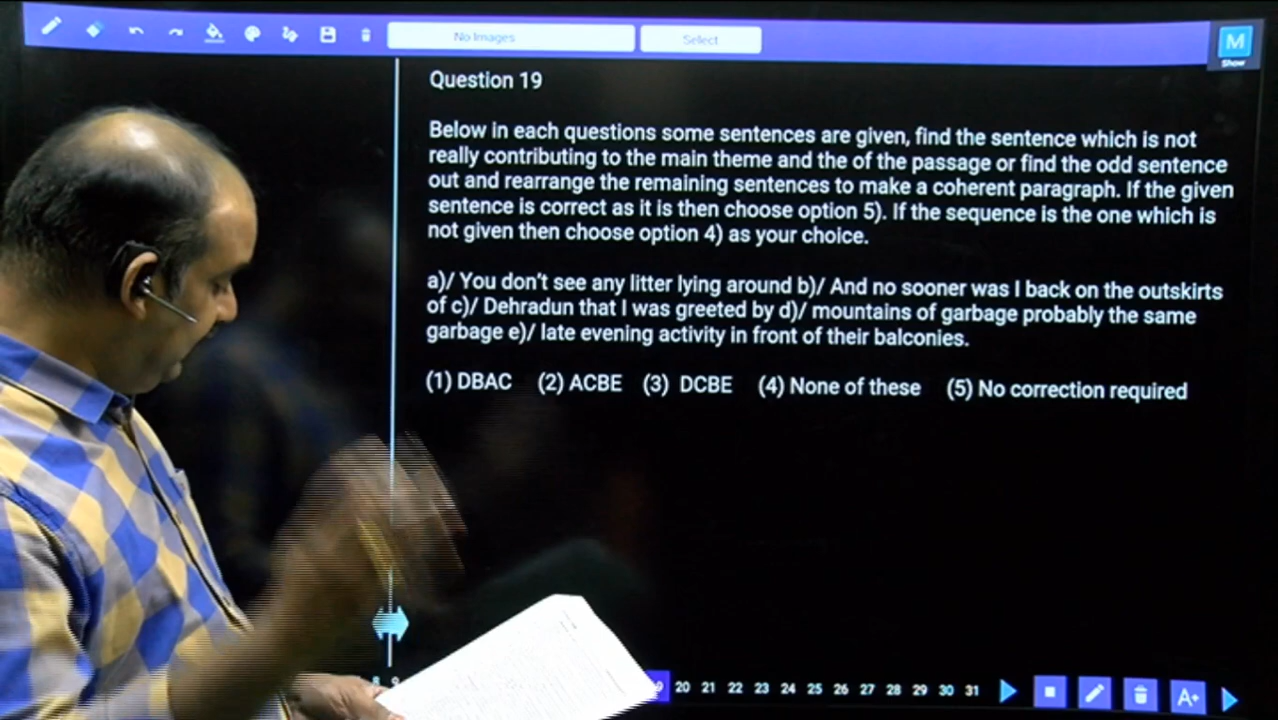 No Images
Select
M
Show
Question 19
Below in each questions some sentences are given, find the sentence which is not
really contributing to the main theme and the of the passage or find the odd sentence
out and rearrange the remaining sentences to make a coherent paragraph. If the given
sentence is correct as it is then choose option 5). If the sequence is the one which is
not given then choose option 4) as your choice.
a)/ You don't see any litter lying around b)/ And no sooner was I back on the outskirts
of c)/ Dehradun that I was greeted by d)/ mountains of garbage probably the same
garbage e)/ late evening activity in front of their balconies.
(1) DBAC (2) ACBE (3) DCBE (4) None of these (5) No correction required
8 9 20 21 22 23 24 25 26 27 28 29 30 31
A+